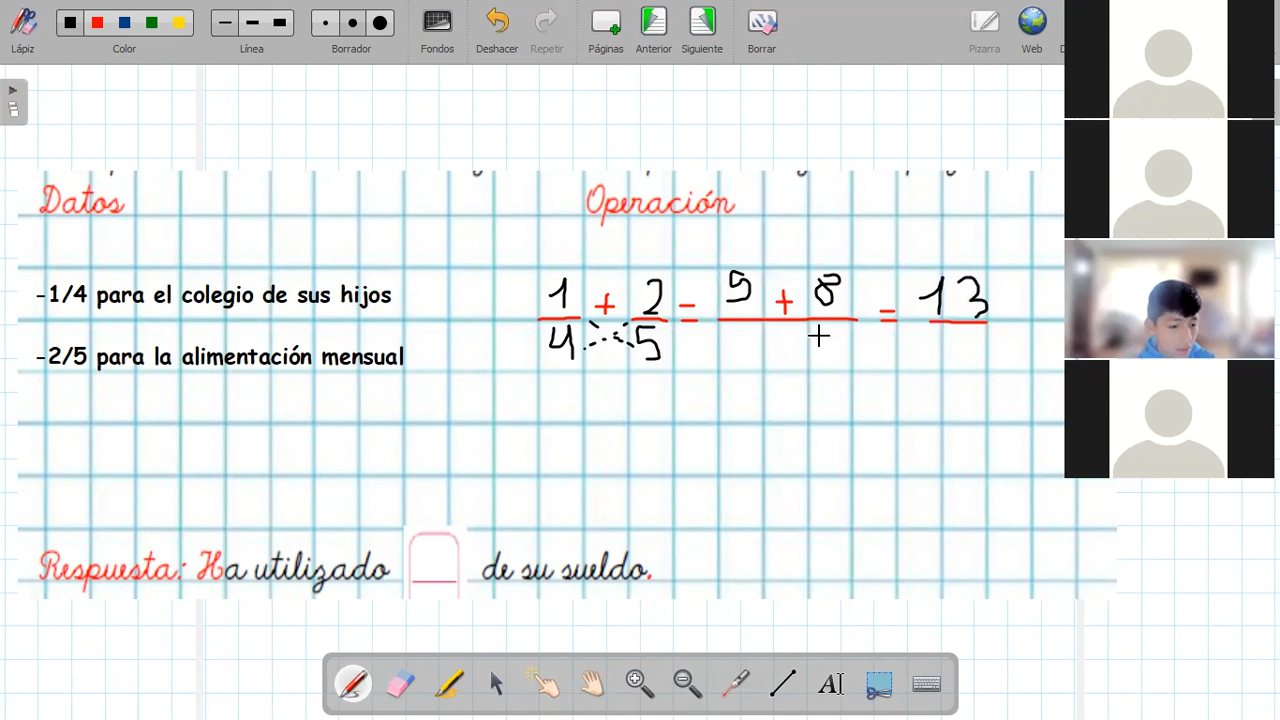 Lápiz Color Línea Borrador Fondos Deshacer Repetir Páginas Anterior Siguiente Borrar Pizarra Web
Datos Operación
-1/4 para el colegio de sus hijos
-2/5 para la alimentación mensual
1/4 + 2/5 = 5 + 8 = 13
Respuesta: Ha utilizado de su sueldo.